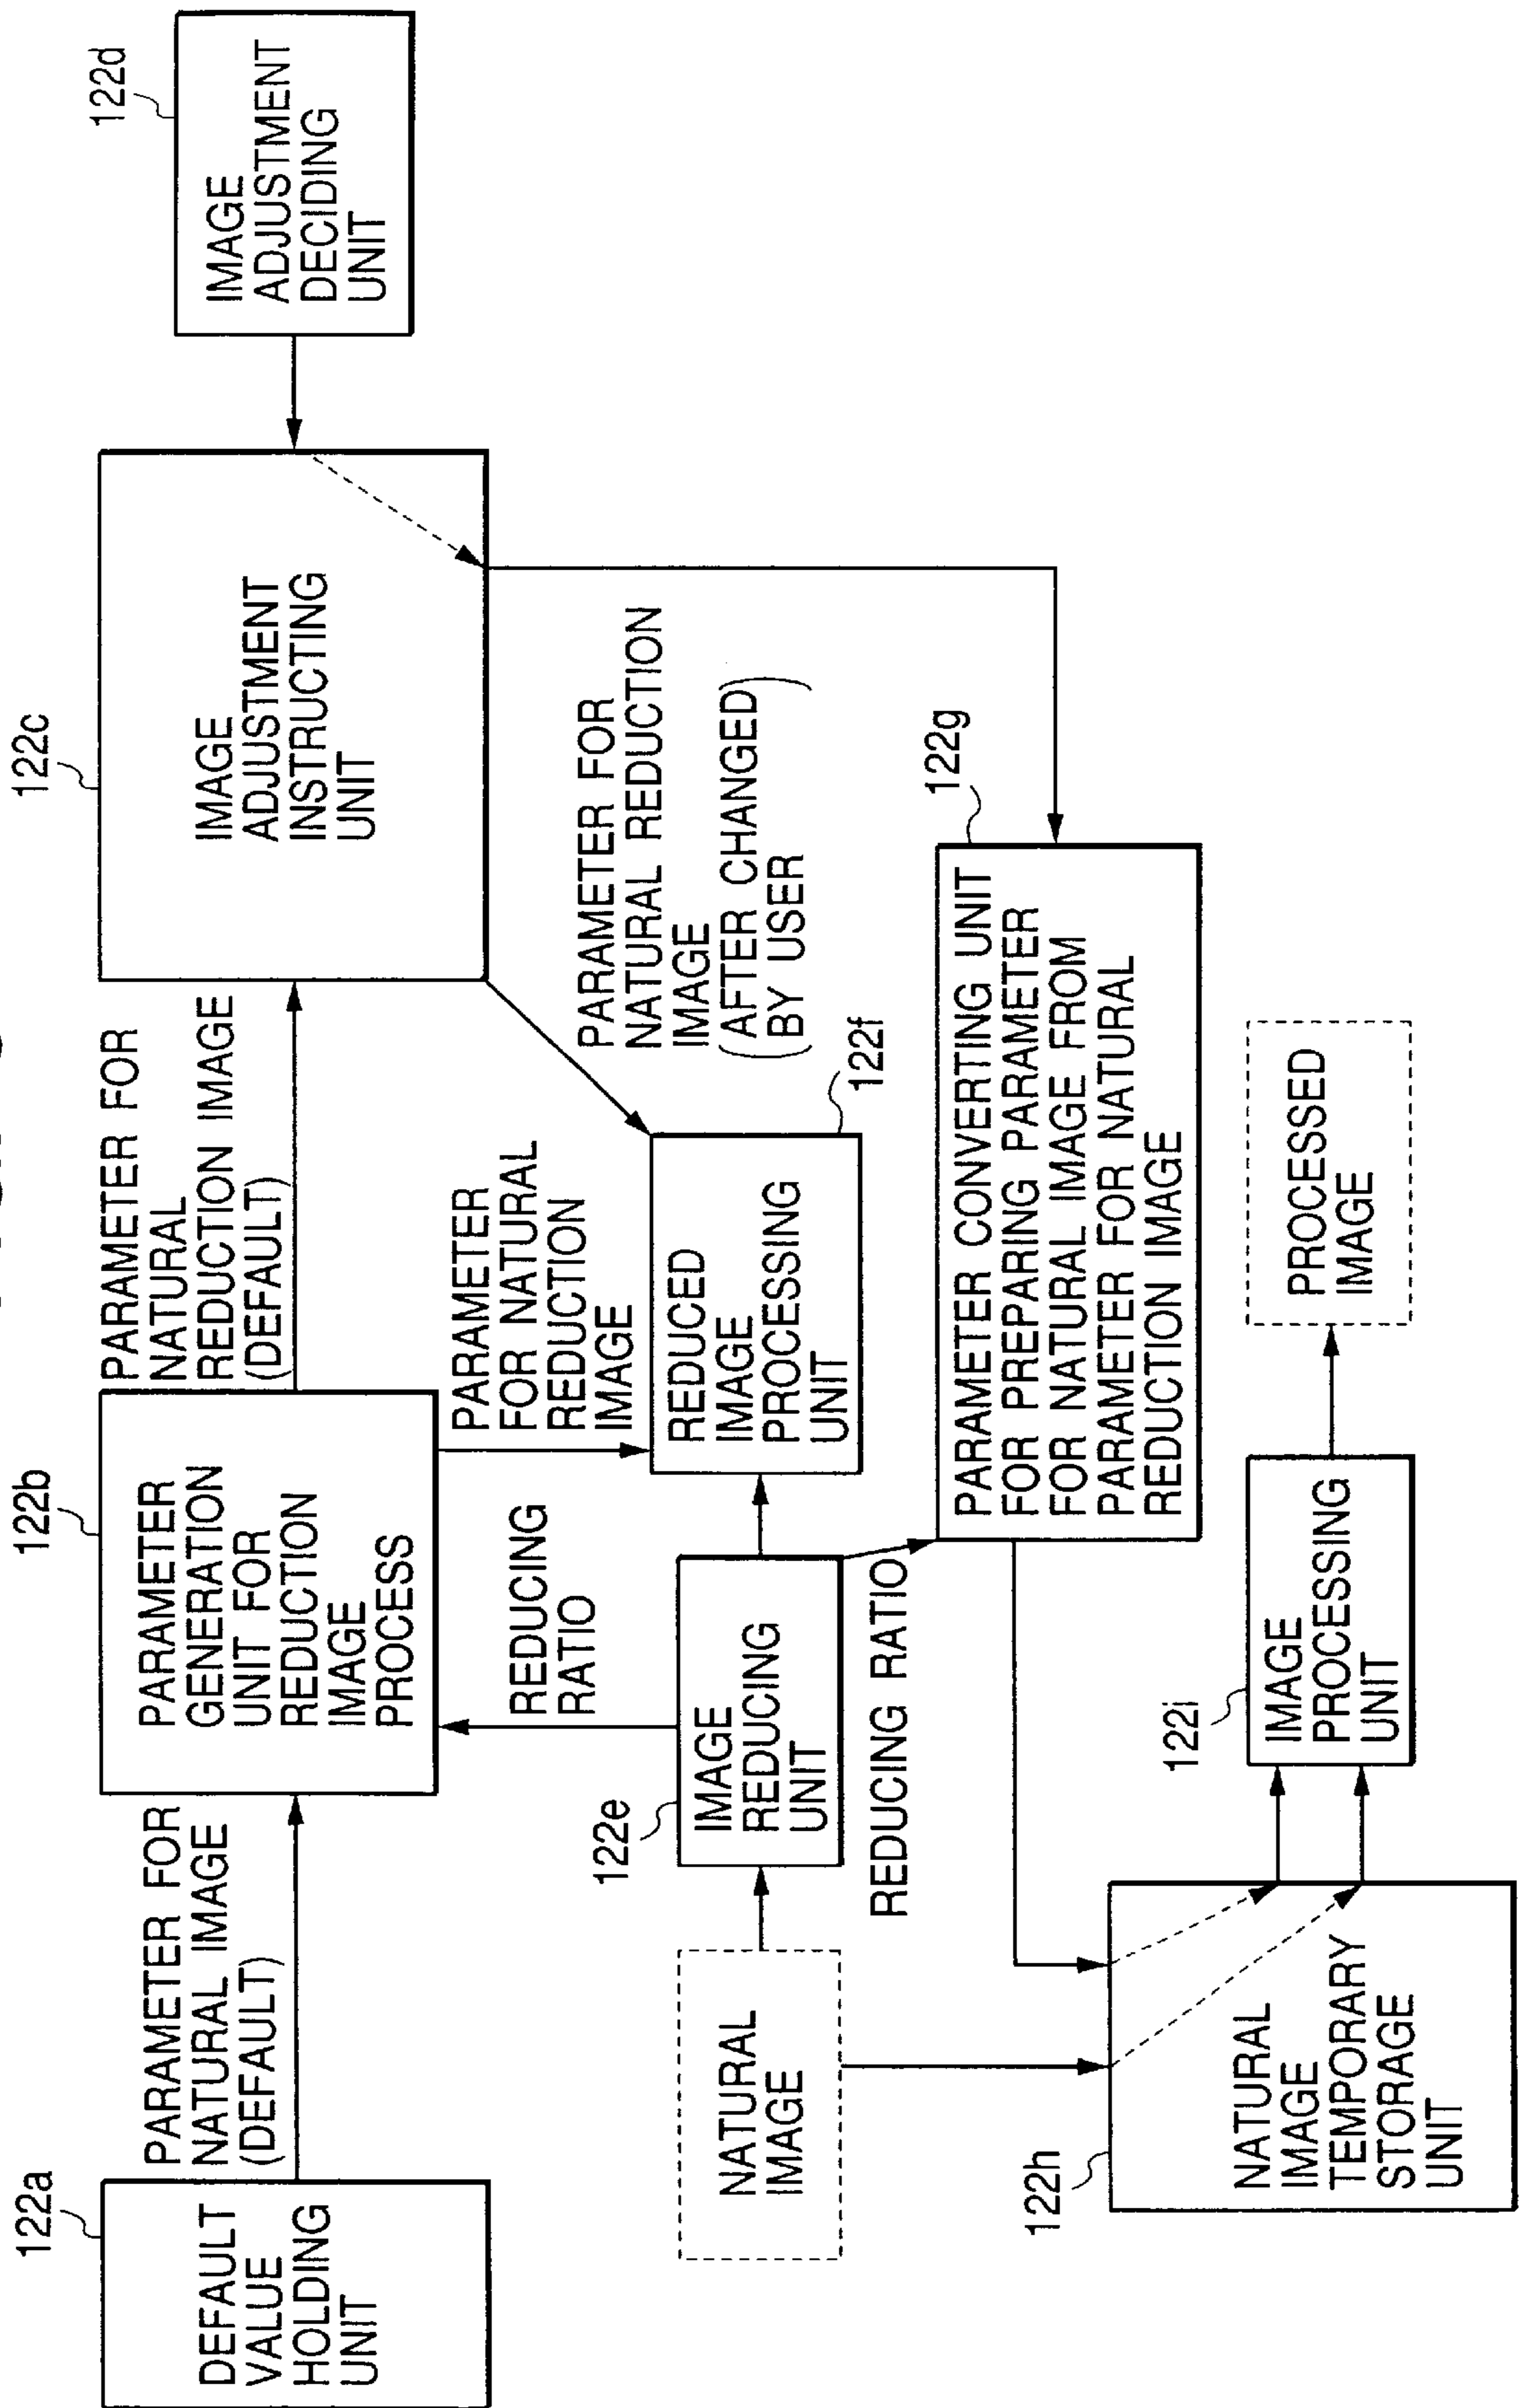 122a
DEFAULT
VALUE
HOLDING
UNIT
PARAMETER FOR
NATURAL IMAGE
(DEFAULT)
122b
PARAMETER
GENERATION
UNIT FOR
REDUCTION
IMAGE
PROCESS
PARAMETER FOR
NATURAL
REDUCTION IMAGE
(DEFAULT)
122c
IMAGE
ADJUSTMENT
INSTRUCTING
UNIT
122d
IMAGE
ADJUSTMENT
DECIDING
UNIT
REDUCING
RATIO
PARAMETER
FOR NATURAL
REDUCTION
IMAGE
PARAMETER FOR
NATURAL REDUCTION
IMAGE
(AFTER CHANGED
BY USER)
NATURAL
IMAGE
122e
IMAGE
REDUCING
UNIT
REDUCED
IMAGE
PROCESSING
UNIT
122f
REDUCING RATIO
122g
PARAMETER CONVERTING UNIT
FOR PREPARING PARAMETER
FOR NATURAL IMAGE FROM
PARAMETER FOR NATURAL
REDUCTION IMAGE
122h
NATURAL
IMAGE
TEMPORARY
STORAGE
UNIT
122i
IMAGE
PROCESSING
UNIT
PROCESSED
IMAGE